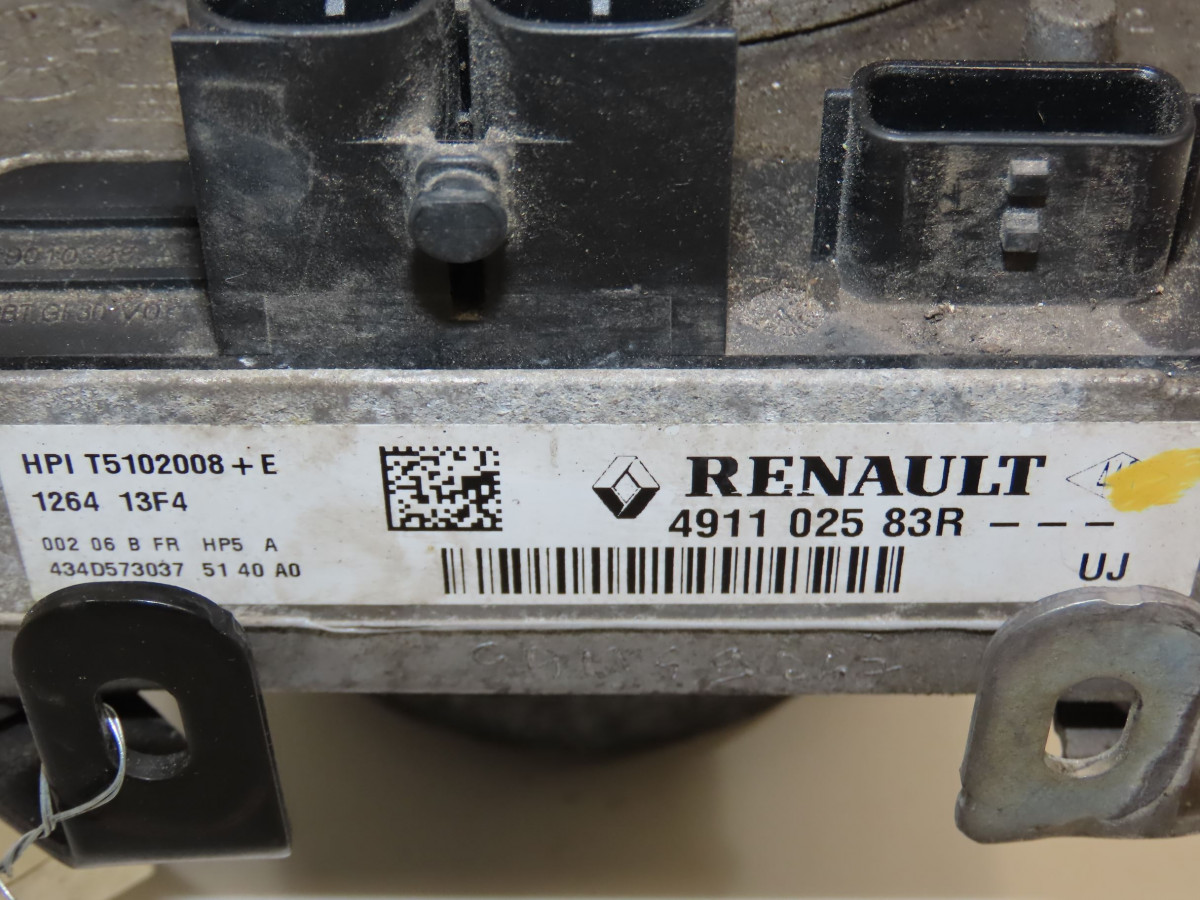 HPI T5102008+E
1264 13F4
002 06 B FR HP5 A
434D573037 51 40 A0
RENAULT
4911 025 83R ---
UJ